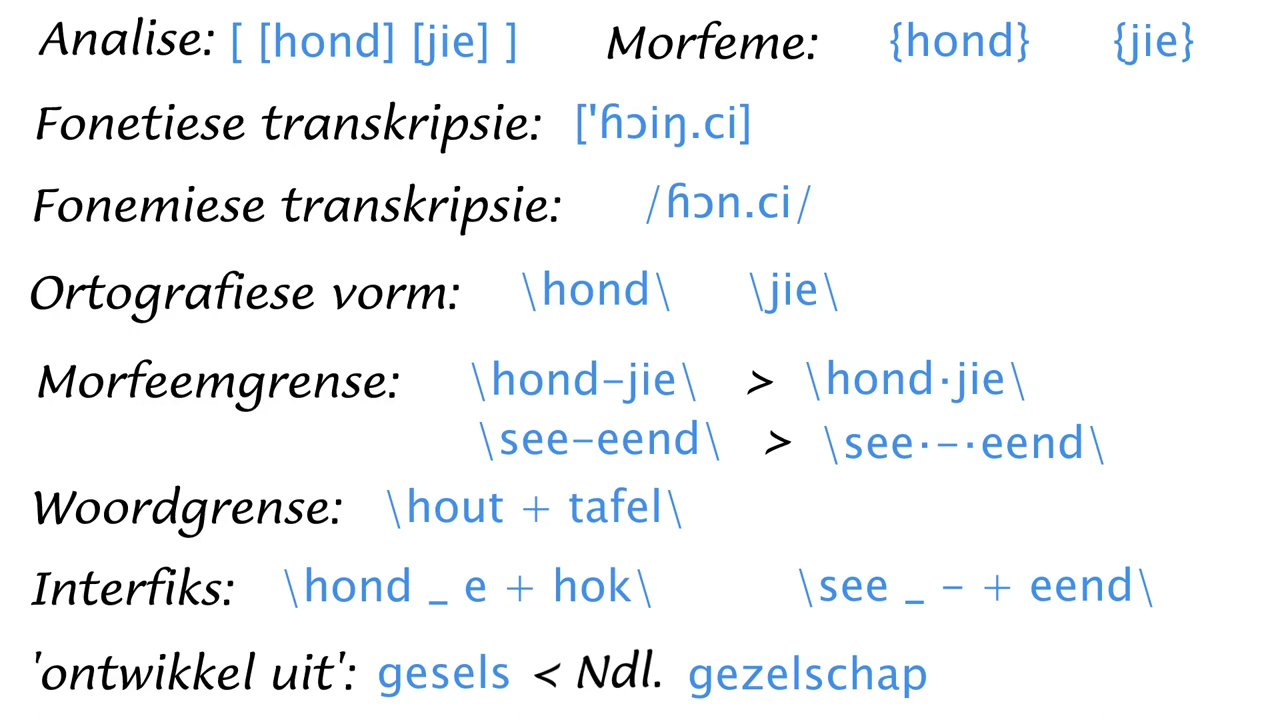 Analise: [ [hond] [jie] ] Morfeme: {hond} {jie}
Fonetiese transkripsie: ['ɦɔiŋ.ci]
Fonemiese transkripsie: /ɦɔn.ci/
Ortografiese vorm: \hond\ \jie\
Morfeemgrense: \hond-jie\ > \hond·jie\
\see-eend\ > \see·-·eend\
Woordgrense: \hout + tafel\
Interfiks: \hond _ e + hok\ \see _ - + eend\
'ontwikkel uit': gesels < Ndl. gezelschap